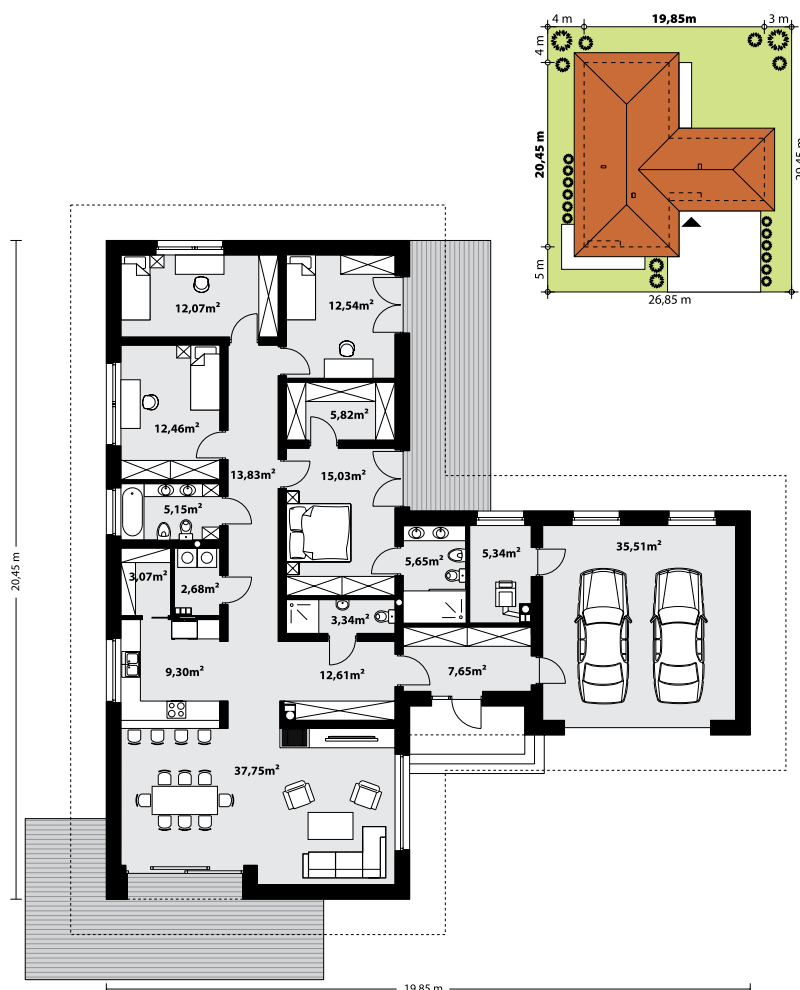 4 m
19,85m
3 m
4 m
20,45 m
5 m
26,85 m
12,07m²
12,54m²
12,46m²
5,82m²
13,83m²
15,03m²
5,15m²
5,65m²
5,34m²
35,51m²
3,07m²
2,68m²
3,34m²
9,30m²
12,61m²
7,65m²
37,75m²
20,45 m
19,85 m